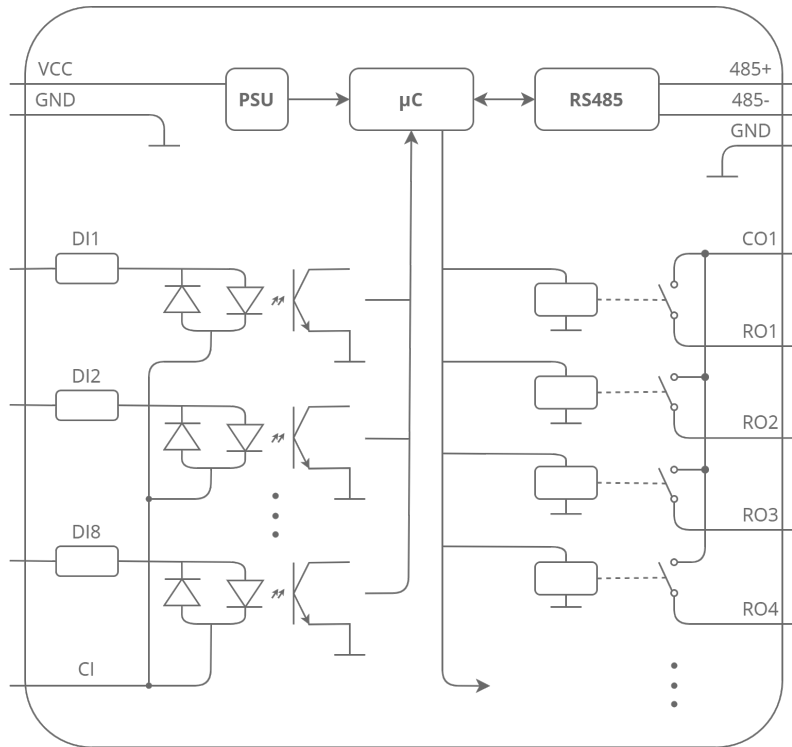 VCC
485+
PSU
µC
RS485
GND
485-
GND
DI1
CO1
RO1
DI2
RO2
RO3
DI8
RO4
CI